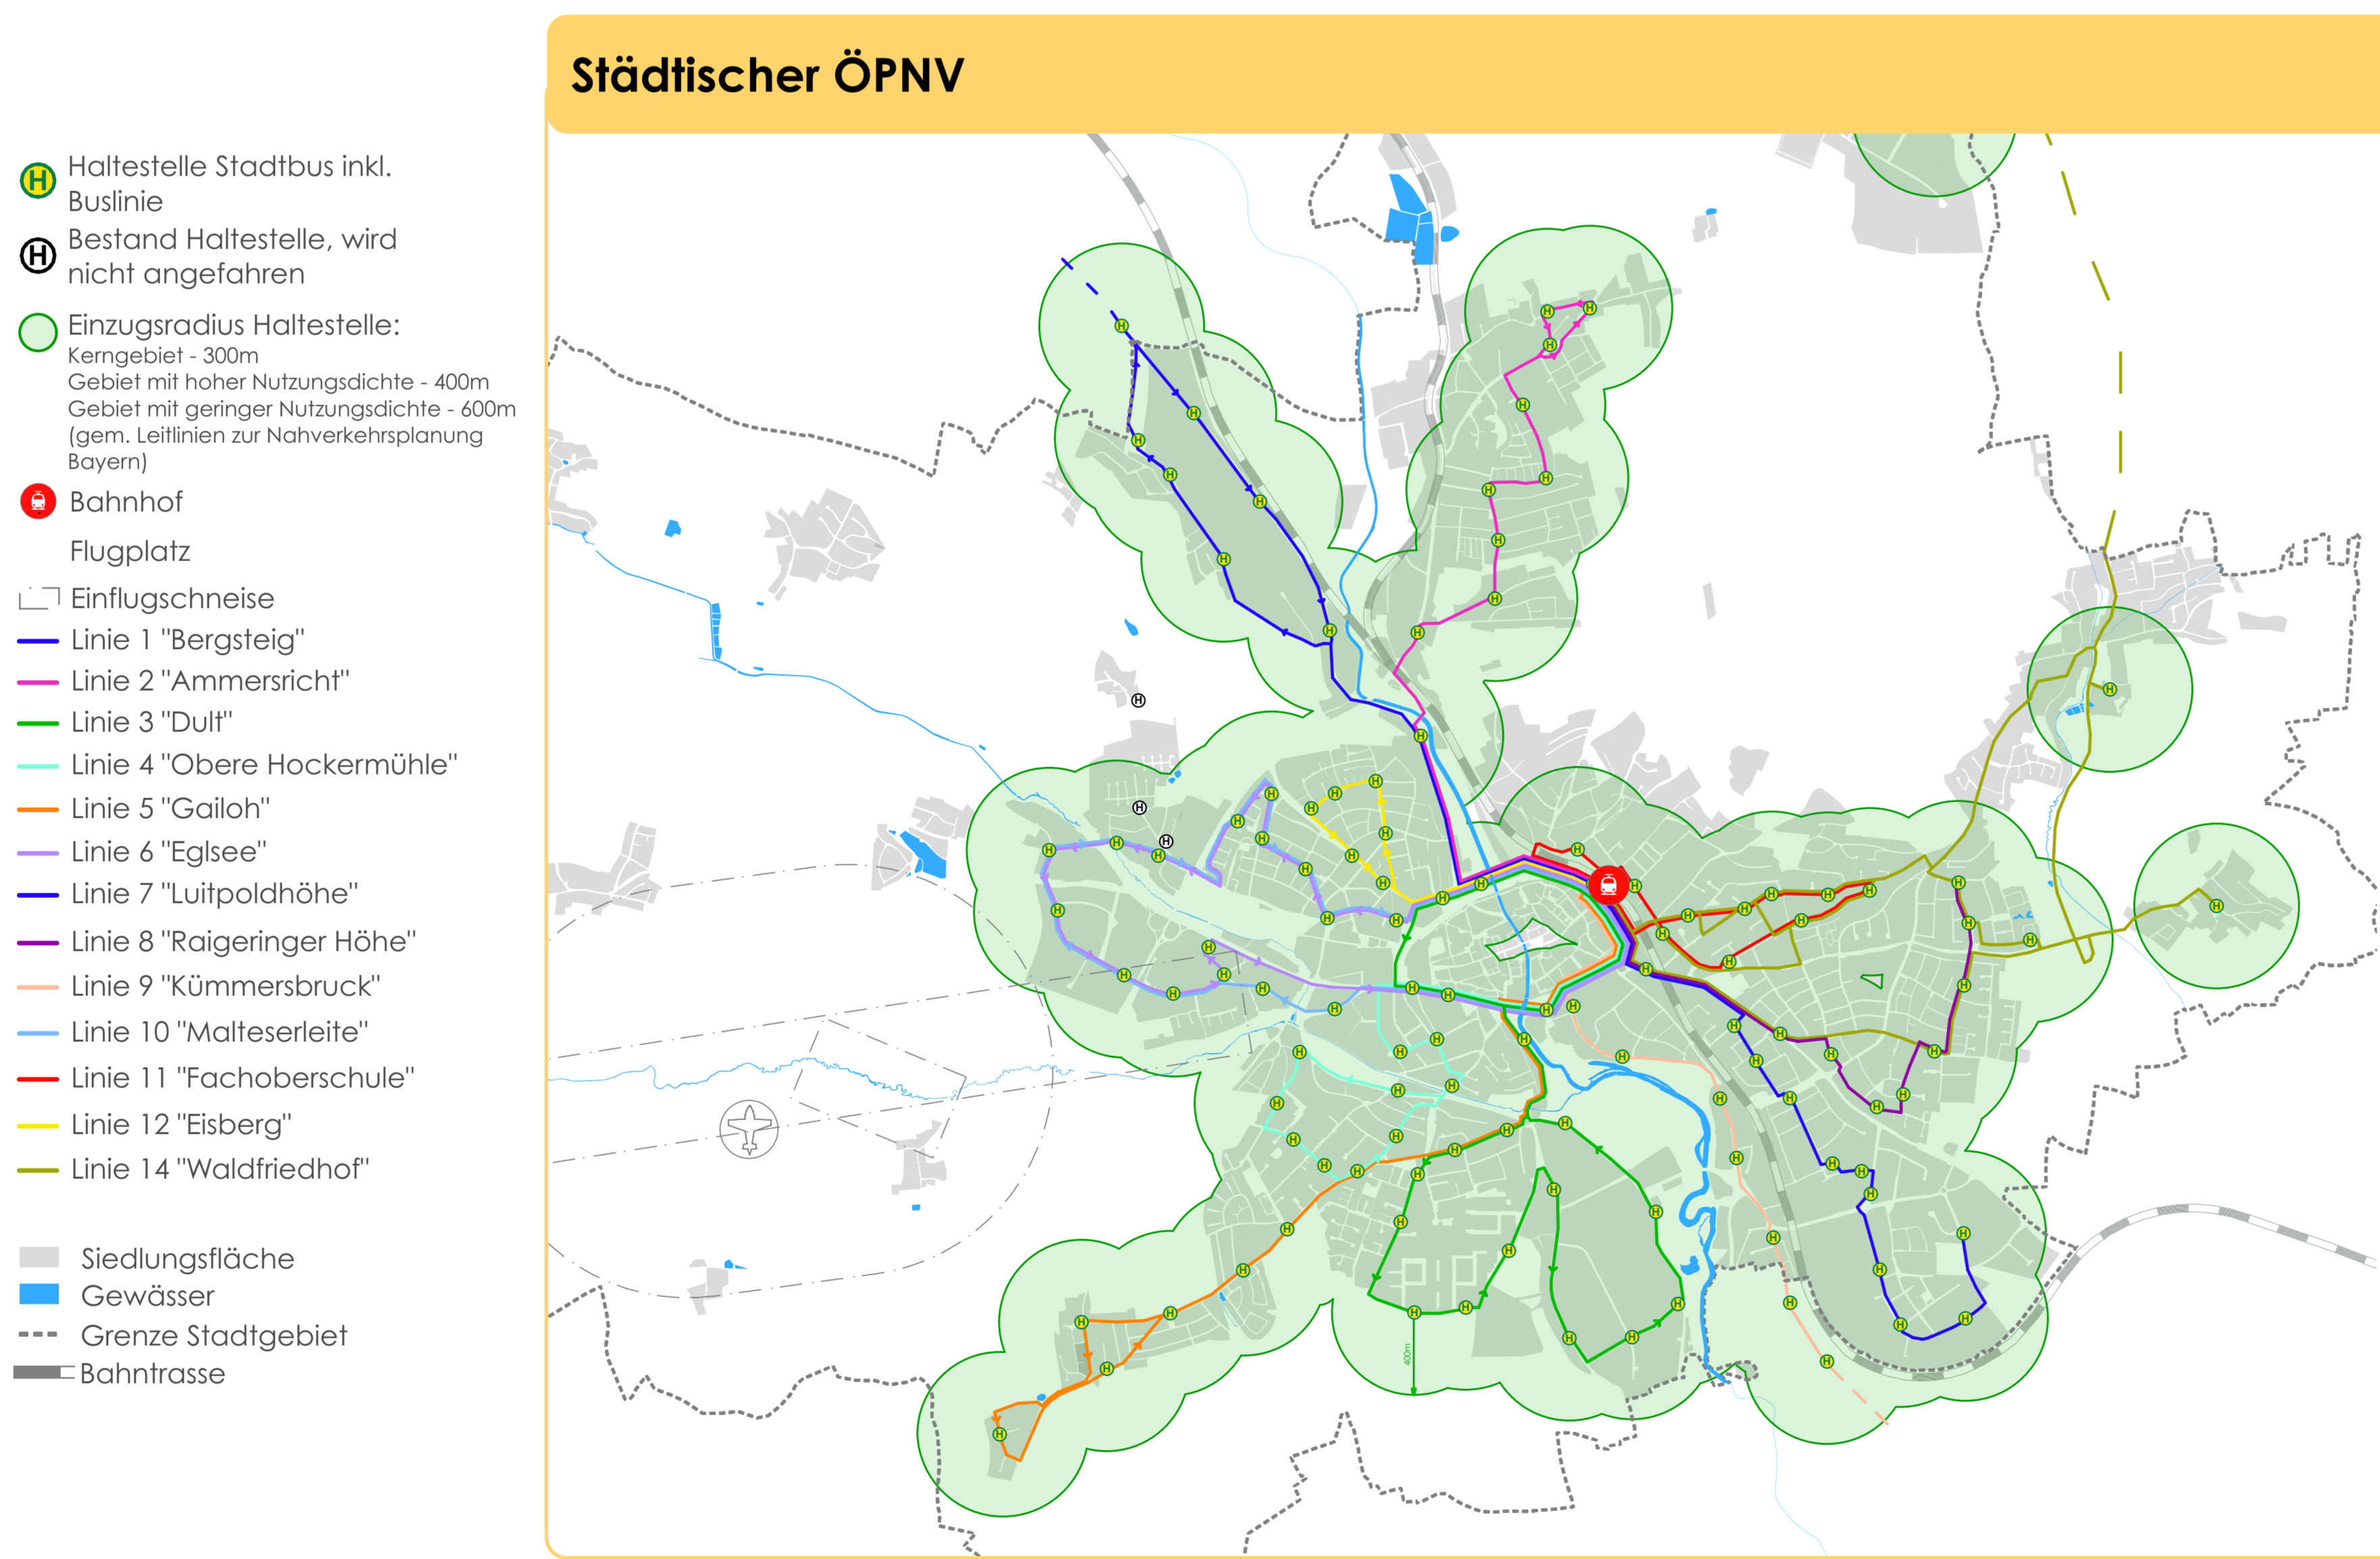 Städtischer ÖPNV
Haltestelle Stadtbus inkl.
Buslinie
Bestand Haltestelle, wird
nicht angefahren
Einzugsradius Haltestelle:
Kerngebiet - 300m
Gebiet mit hoher Nutzungsdichte - 400m
Gebiet mit geringer Nutzungsdichte - 600m
(gem. Leitlinien zur Nahverkehrsplanung
Bayern)
Bahnhof
Flugplatz
Einflugschneise
Linie 1 "Bergsteig"
Linie 2 "Ammersricht"
Linie 3 "Dult"
Linie 4 "Obere Hockermühle"
Linie 5 "Gailoh"
Linie 6 "Eglsee"
Linie 7 "Luitpoldhöhe"
Linie 8 "Raigeringer Höhe"
Linie 9 "Kümmersbruck"
Linie 10 "Malteserleite"
Linie 11 "Fachoberschule"
Linie 12 "Eisberg"
Linie 14 "Waldfriedhof"
Siedlungsfläche
Gewässer
Grenze Stadtgebiet
Bahntrasse
400m